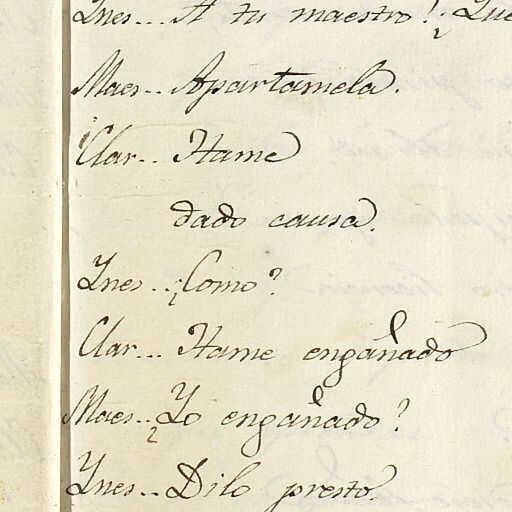 Ynes... A tu maestro! ¿Que
Maes.. Apartamela.
Clar.. Hame
dado causa.
Ynes.. ¿Como?
Clar... Hame engañado
Maes.. ¿Yo engañado?
Ynes.. Dilo presto.